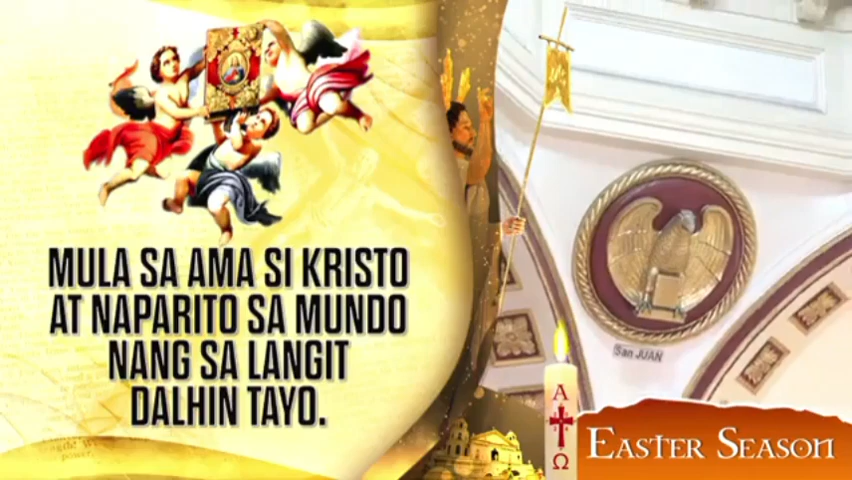 MULA SA AMA SI KRISTO
AT NAPARITO SA MUNDO
NANG SA LANGIT
DALHIN TAYO.
San JUAN
Α
Ω
EASTER SEASON